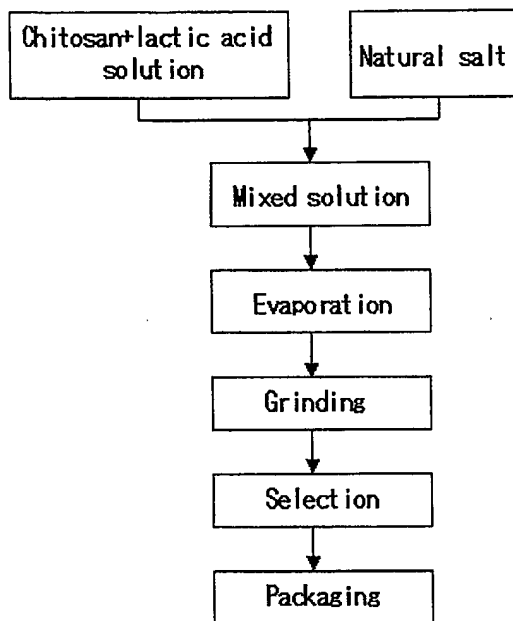 Chitosan+lactic acid
solution
Natural salt
Mixed solution
Evaporation
Grinding
Selection
Packaging